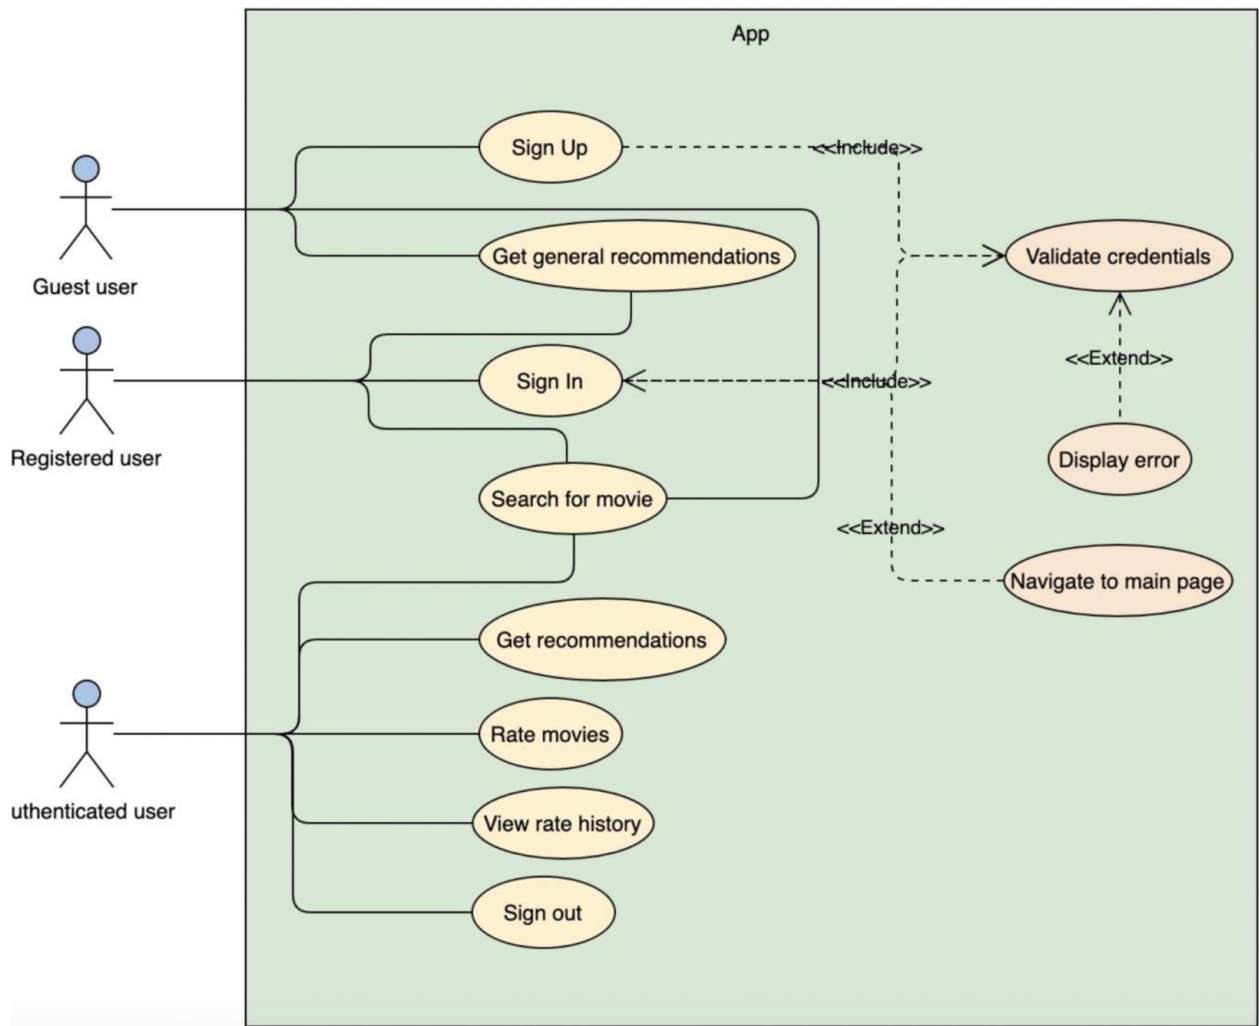 App
Sign Up
<<Include>>
Get general recommendations
Validate credentials
Guest user
<<Extend>>
Sign In
<<Include>>
Registered user
Display error
Search for movie
<<Extend>>
Navigate to main page
Get recommendations
Rate movies
uthenticated user
View rate history
Sign out